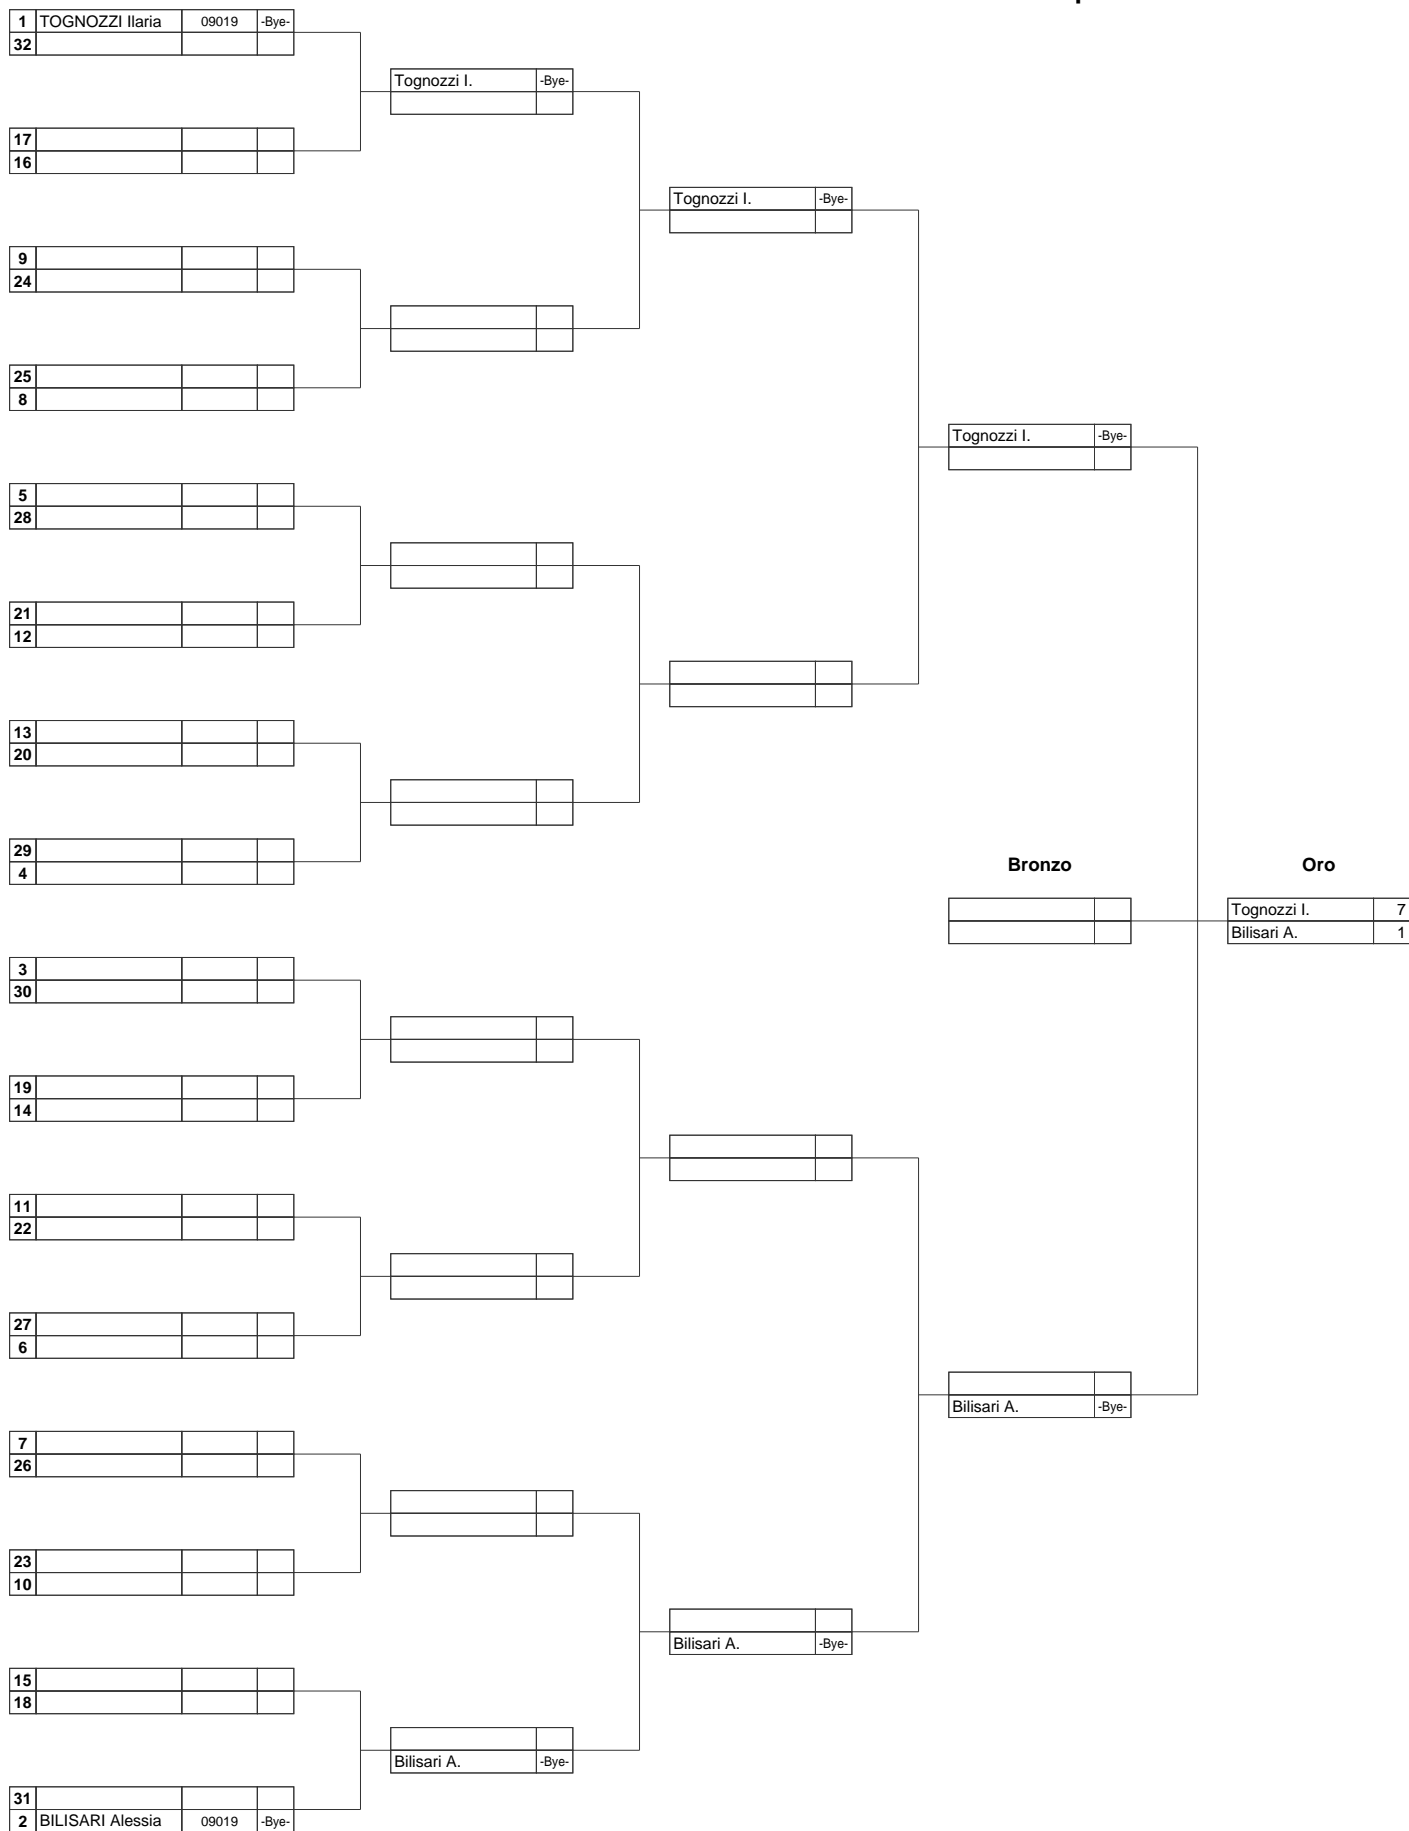 1 TOGNOZZI Ilaria 09019 -Bye-
32
Tognozzi I. -Bye-
17
16
Tognozzi I. -Bye-
9
24
25
8
Tognozzi I. -Bye-
5
28
21
12
13
20
29
4
Bronzo Oro
Tognozzi I. 7
Bilisari A. 1
3
30
19
14
11
22
27
6
Bilisari A. -Bye-
7
26
23
10
Bilisari A. -Bye-
15
18
Bilisari A. -Bye-
31
2 BILISARI Alessia 09019 -Bye-